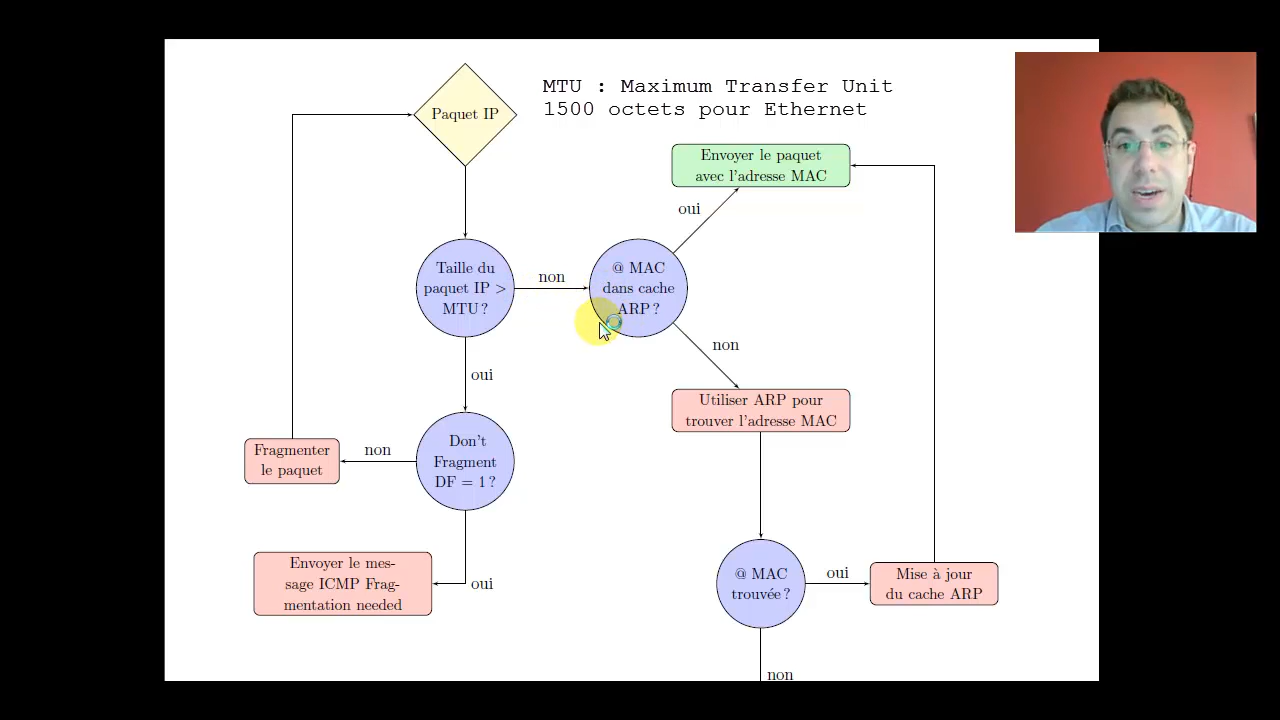 MTU : Maximum Transfer Unit
1500 octets pour Ethernet
Paquet IP
Envoyer le paquet
avec l'adresse MAC
oui
Taille du
paquet IP >
MTU ?
non
@ MAC
dans cache
ARP ?
non
oui
Utiliser ARP pour
trouver l'adresse MAC
Don't
Fragment
DF = 1 ?
non
Fragmenter
le paquet
Envoyer le mes-
sage ICMP Frag-
mentation needed
oui
@ MAC
trouvée ?
oui
Mise à jour
du cache ARP
non